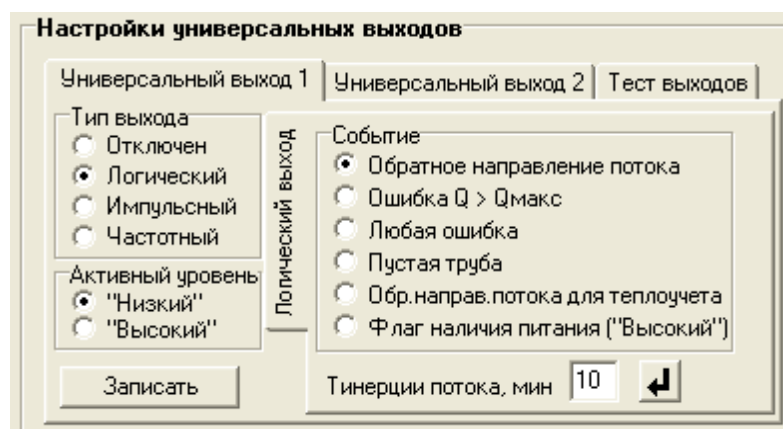 Настройки универсальных выходов
Универсальный выход 1
Универсальный выход 2
Тест выходов
Тип выхода
Отключен
Логический
Импульсный
Частотный
Активный уровень
"Низкий"
"Высокий"
Записать
Логический выход
Событие
Обратное направление потока
Ошибка Q > Qмакс
Любая ошибка
Пустая труба
Обр.направ.потока для теплоучета
Флаг наличия питания ("Высокий")
Тинерции потока, мин
10